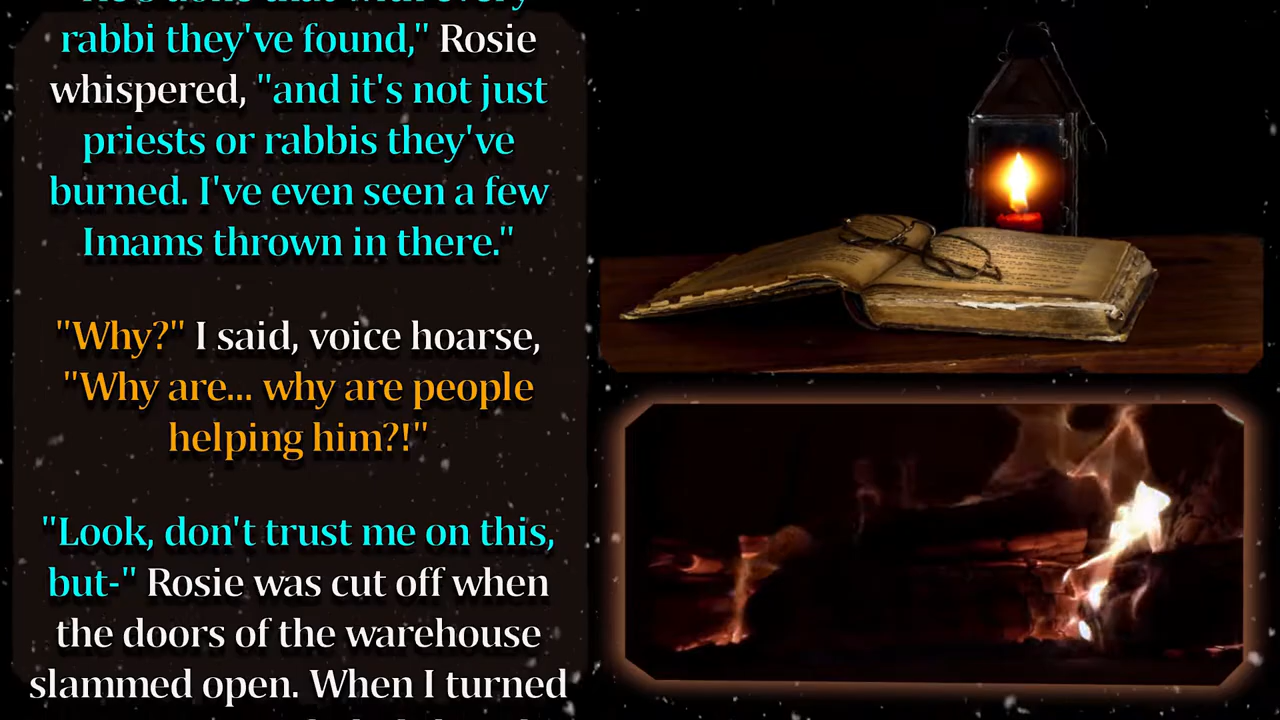 rabbi they've found," Rosie
whispered, "and it's not just
priests or rabbis they've
burned. I've even seen a few
Imams thrown in there."
"Why?" I said, voice hoarse,
"Why are... why are people
helping him?!"
"Look, don't trust me on this,
but-" Rosie was cut off when
the doors of the warehouse
slammed open. When I turned